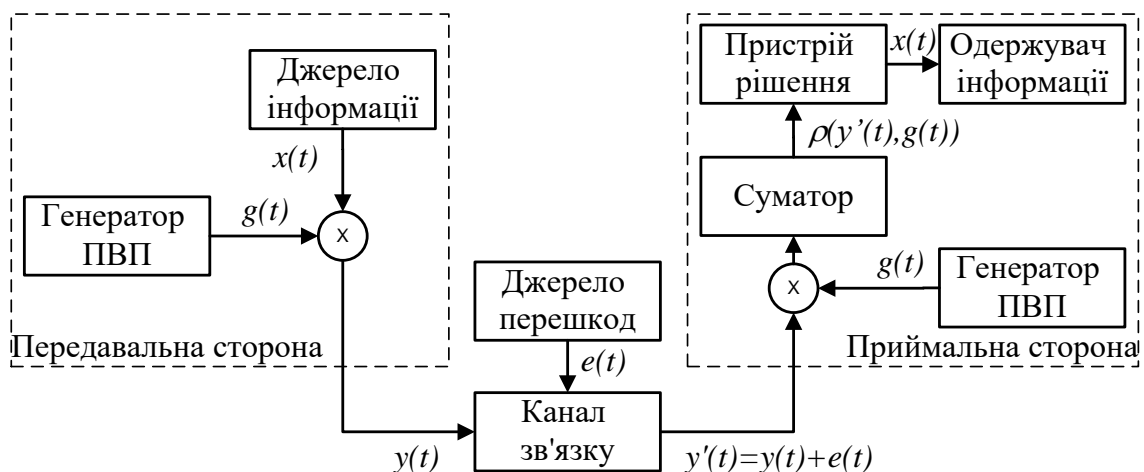 Джерело
інформації
x(t)
Генератор
ПВП
g(t)
x
Передавальна сторона
Джерело
перешкод
e(t)
Канал
зв'язку
y(t)
y'(t)=y(t)+e(t)
Пристрій
рішення
x(t)
Одержувач
інформації
ρ(y’(t),g(t))
Суматор
x
g(t)
Генератор
ПВП
Приймальна сторона